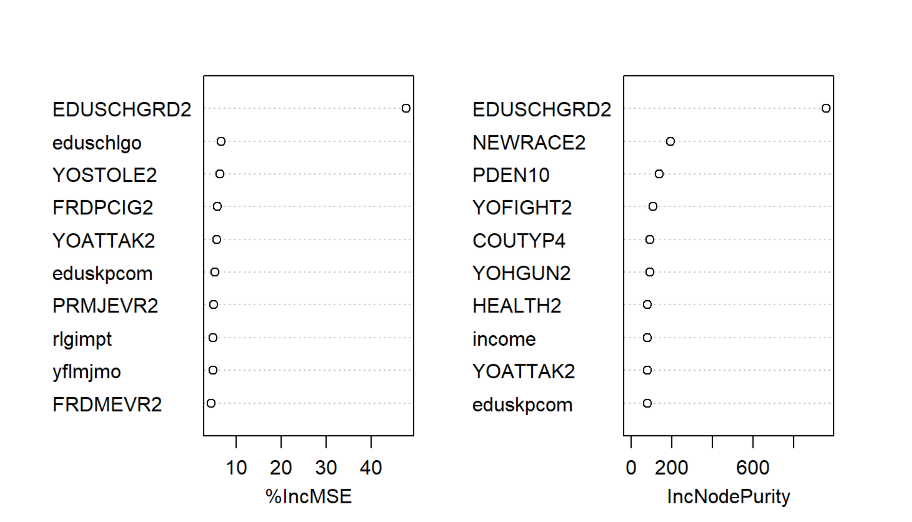 EDUSCHGRD2
eduschlgo
YOSTOLE2
FRDPCIG2
YOATTAK2
eduskpcom
PRMJEVR2
rlgimpt
yflmjmo
FRDMEVR2
10 20 30 40
%IncMSE
EDUSCHGRD2
NEWRACE2
PDEN10
YOFIGHT2
COUTYP4
YOHGUN2
HEALTH2
income
YOATTAK2
eduskpcom
0 200 600
IncNodePurity